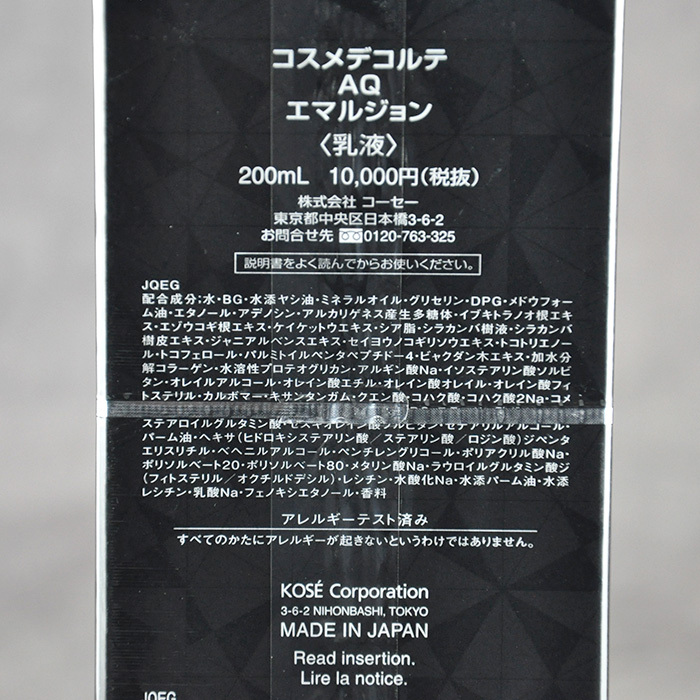 コスメデコルテ
AQ
エマルジョン
〈乳液〉
200mL 10,000円(税抜)
株式会社 コーセー
東京都中央区日本橋3-6-2
お問合せ先 0120-763-325
説明書をよく読んでからお使いください。
JQEG
配合成分;水・BG・水添ヤシ油・ミネラルオイル・グリセリン・DPG・メドウフォー
ム油・エタノール・アデノシン・アルカリゲネス産生多糖体・イブキトラノオ根エキ
ス・エゾウコギ根エキス・ケイケットウエキス・シア脂・シラカンバ樹液・シラカンバ
樹皮エキス・ジャニアルベンスエキス・セイヨウノコギリソウエキス・トコトリエノー
ル・トコフェロール・パルミトイルペンタペプチド-4・ビャクダン木エキス・加水分
解コラーゲン・水溶性プロテオグリカン・アルギン酸Na・イソステアリン酸ソルビ
タン・オレイルアルコール・オレイン酸エチル・オレイン酸オレイル・オレイン酸フィ
トステリル・カルボマー・キサンタンガム・クエン酸・コハク酸・コハク酸2Na・コメ
ステアロイルグルタミン酸・セスキオレイン酸ソルビタン・セテアリルアルコール・
パーム油・ヘキサ(ヒドロキシステアリン酸/ステアリン酸/ロジン酸)ジペンタ
エリスリチル・ベヘニルアルコール・ペンチレングリコール・ポリアクリル酸Na・
ポリソルベート20・ポリソルベート80・メタリン酸Na・ラウロイルグルタミン酸ジ
(フィトステリル/オクチルドデシル)・レシチン・水酸化Na・水添パーム油・水添
レシチン・乳酸Na・フェノキシエタノール・香料
アレルギーテスト済み
すべてのかたにアレルギーが起きないというわけではありません。
KOSÉ Corporation
3-6-2 NIHONBASHI, TOKYO
MADE IN JAPAN
Read insertion.
Lire la notice.
JQEG